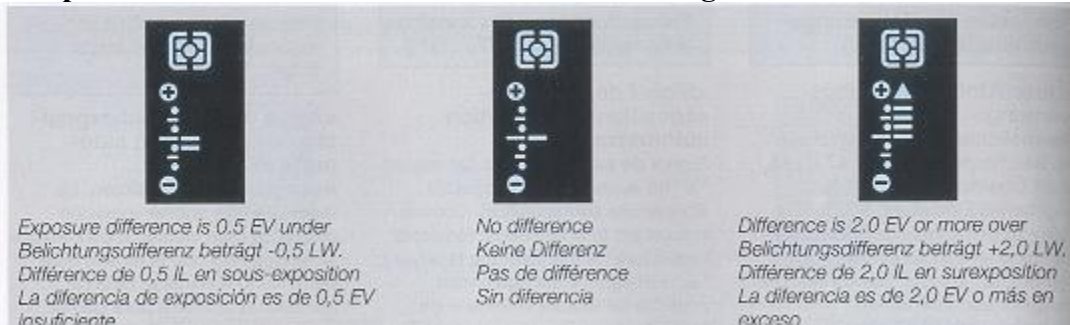 Exposure difference is 0.5 EV under
Belichtungsdifferenz beträgt -0,5 LW.
Différence de 0,5 IL en sous-exposition
La diferencia de exposición es de 0,5 EV
insuficiente
No difference
Keine Differenz
Pas de différence
Sin diferencia
Difference is 2.0 EV or more over
Belichtungsdifferenz beträgt +2,0 LW.
Différence de 2,0 IL en surexposition
La diferencia es de 2,0 EV o más en
exceso